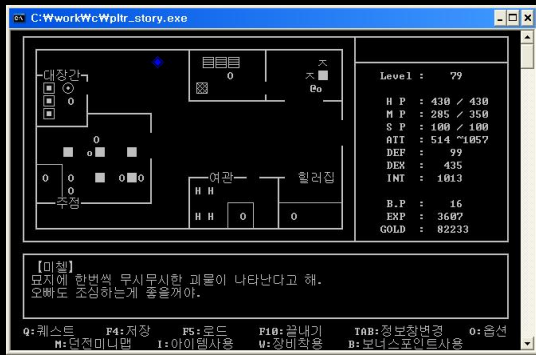 C:₩work₩c₩pltr_story.exe
대장간
여관
힐러집
주점
Level : 79
H P : 430 / 430
M P : 285 / 350
S P : 100 / 100
ATT : 514 ~1057
DEF : 99
DEX : 435
INT : 1013
B.P : 16
EXP : 3607
GOLD : 82233
【미첼】
묘지에 한번씩 무시무시한 괴물이 나타난다고 해.
오빠도 조심하는게 좋을꺼야.
Q:퀘스트 F4:저장 F5:로드 F10:끝내기 TAB:정보창변경 O:옵션
M:던전미니맵 I:아이템사용 W:장비착용 B:보너스포인트사용